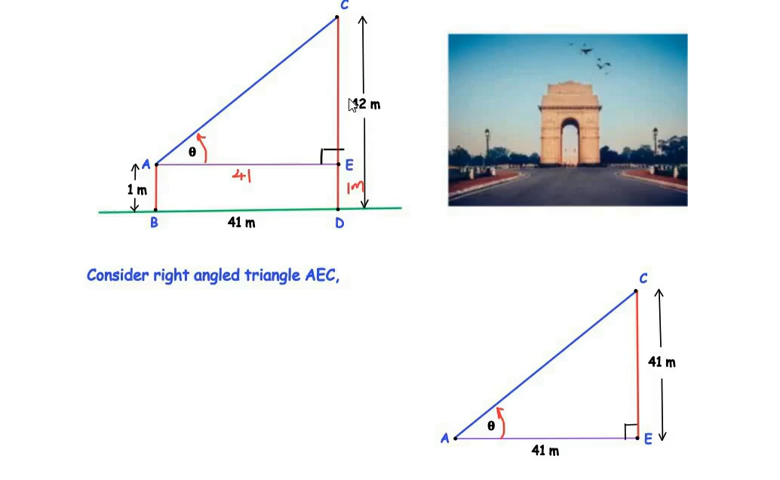 C
42 m
θ
A
E
41
1 m
1m
B
41 m
D
Consider right angled triangle AEC,
C
41 m
θ
A
E
41 m